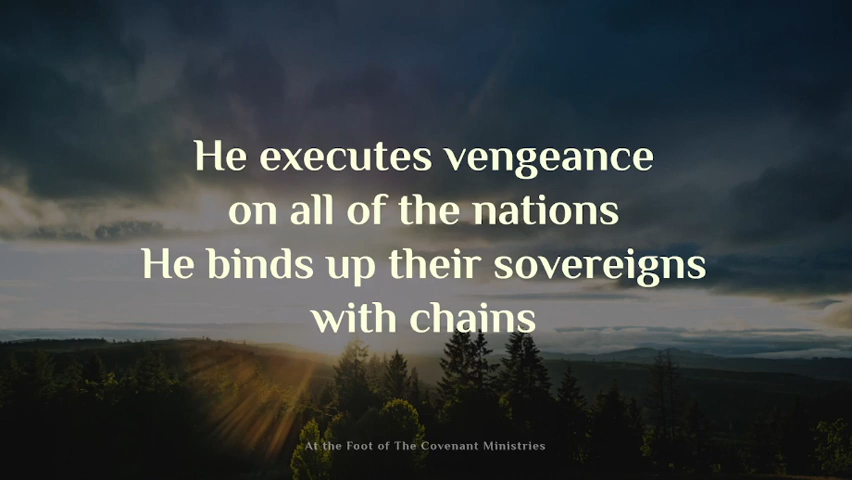 He executes vengeance
on all of the nations
He binds up their sovereigns
with chains
At the Foot of The Covenant Ministries